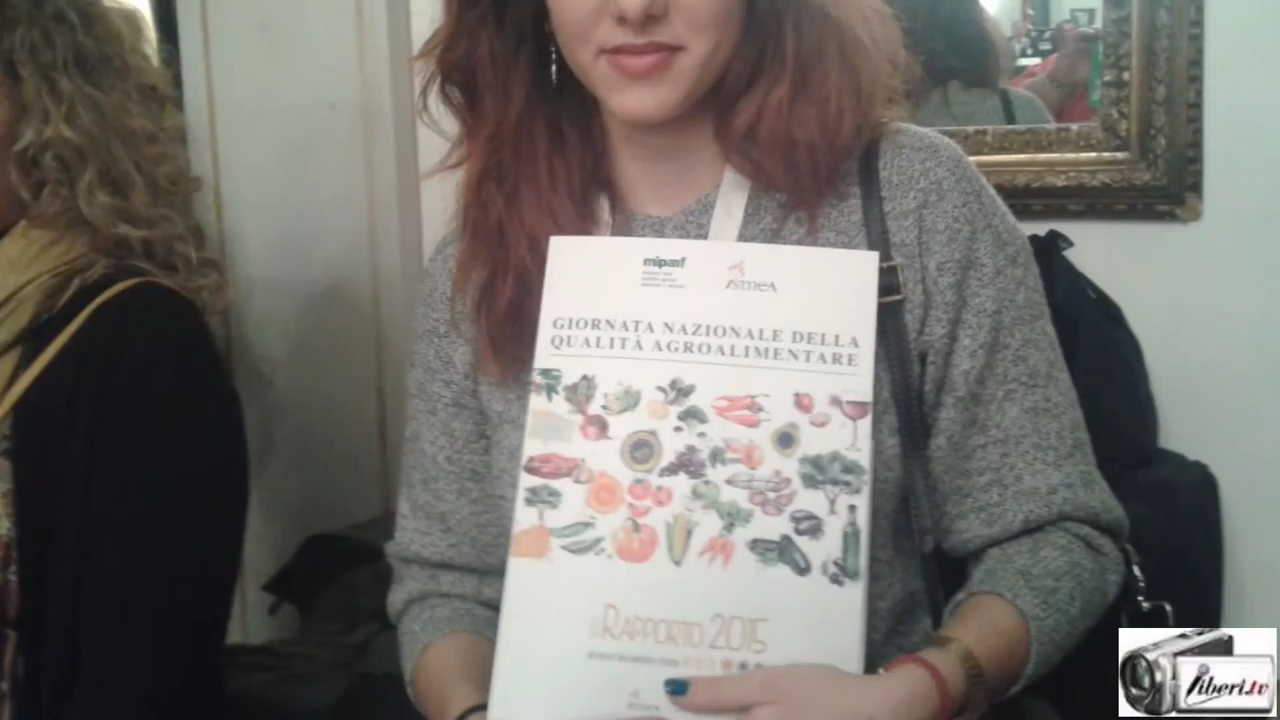 mipaaf
ismea
GIORNATA NAZIONALE DELLA
QUALITÀ AGROALIMENTARE
RAPPORTO 2015
liberi.tv